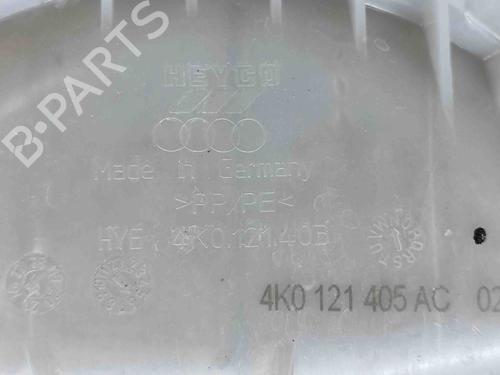 B-PARTS
HEYCO
Made in Germany
>PP/PE<
HYE 4K0.121.403
4K0 121 405 AC 02